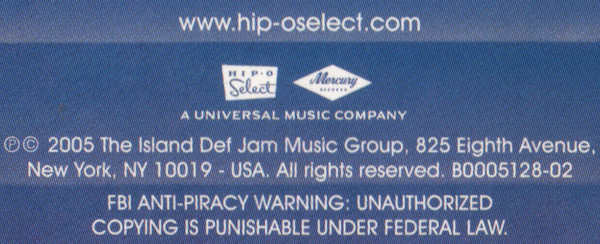 www.hip-oselect.com
HIP-O
Select
Mercury
RECORDS
A UNIVERSAL MUSIC COMPANY
℗© 2005 The Island Def Jam Music Group, 825 Eighth Avenue,
New York, NY 10019 - USA. All rights reserved. B0005128-02
FBI ANTI-PIRACY WARNING: UNAUTHORIZED
COPYING IS PUNISHABLE UNDER FEDERAL LAW.